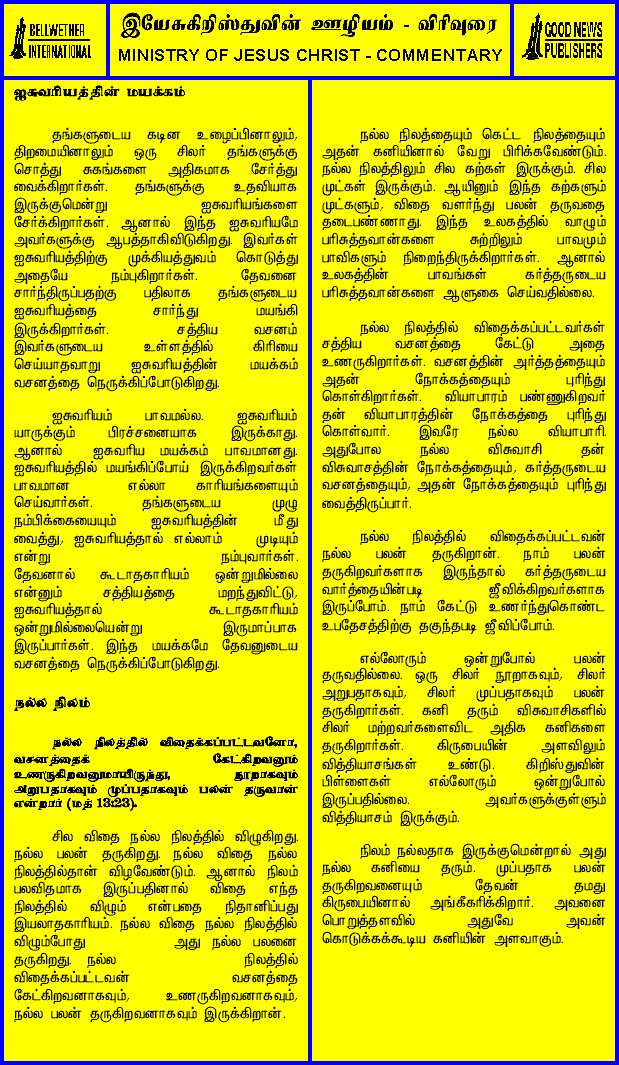 BELLWETHER
INTERNATIONAL
இயேசுகிறிஸ்துவின் ஊழியம் - விரிவுரை
MINISTRY OF JESUS CHRIST - COMMENTARY
GOOD NEWS
PUBLISHERS
ஐசுவரியத்தின் மயக்கம்
தங்களுடைய கடின உழைப்பினாலும்,
திறமையினாலும் ஒரு சிலர் தங்களுக்கு
சொத்து சுகங்களை அதிகமாக சேர்த்து
வைக்கிறார்கள். தங்களுக்கு உதவியாக
இருக்குமென்று ஐசுவரியங்களை
சேர்க்கிறார்கள். ஆனால் இந்த ஐசுவரியமே
அவர்களுக்கு ஆபத்தாகிவிடுகிறது. இவர்கள்
ஐசுவரியத்திற்கு முக்கியத்துவம் கொடுத்து
அதையே நம்புகிறார்கள். தேவனை
சார்ந்திருப்பதற்கு பதிலாக தங்களுடைய
ஐசுவரியத்தை சார்ந்து மயங்கி
இருக்கிறார்கள். சத்திய வசனம்
இவர்களுடைய உள்ளத்தில் கிரியை
செய்யாதவாறு ஐசுவரியத்தின் மயக்கம்
வசனத்தை நெருக்கிப்போடுகிறது.
ஐசுவரியம் பாவமல்ல. ஐசுவரியம்
யாருக்கும் பிரச்சனையாக இருக்காது.
ஆனால் ஐசுவரிய மயக்கம் பாவமானது.
ஐசுவரியத்தில் மயங்கிப்போய் இருக்கிறவர்கள்
பாவமான எல்லா காரியங்களையும்
செய்வார்கள். தங்களுடைய முழு
நம்பிக்கையையும் ஐசுவரியத்தின் மீது
வைத்து, ஐசுவரியத்தால் எல்லாம் முடியும்
என்று நம்புவார்கள்.
தேவனால் கூடாதகாரியம் ஒன்றுமில்லை
என்னும் சத்தியத்தை மறந்துவிட்டு,
ஐசுவரியத்தால் கூடாதகாரியம்
ஒன்றுமில்லையென்று இருமாப்பாக
இருப்பார்கள். இந்த மயக்கமே தேவனுடைய
வசனத்தை நெருக்கிப்போடுகிறது.
நல்ல நிலம்
நல்ல நிலத்தில் விதைக்கப்பட்டவனோ,
வசனத்தைக் கேட்கிறவனும்
உணருகிறவனுமாயிருந்து, நூறாகவும்
அறுபதாகவும் முப்பதாகவும் பலன் தருவான்
என்றார் (மத் 13:23).
சில விதை நல்ல நிலத்தில் விழுகிறது.
நல்ல பலன் தருகிறது. நல்ல விதை நல்ல
நிலத்தில்தான் விழவேண்டும். ஆனால் நிலம்
பலவிதமாக இருப்பதினால் விதை எந்த
நிலத்தில் விழும் என்பதை நிதானிப்பது
இயலாதகாரியம். நல்ல விதை நல்ல நிலத்தில்
விழும்போது அது நல்ல பலனை
தருகிறது. நல்ல நிலத்தில்
விதைக்கப்பட்டவன் வசனத்தை
கேட்கிறவனாகவும், உணருகிறவனாகவும்,
நல்ல பலன் தருகிறவனாகவும் இருக்கிறான்.
நல்ல நிலத்தையும் கெட்ட நிலத்தையும்
அதன் கனியினால் வேறு பிரிக்கவேண்டும்.
நல்ல நிலத்திலும் சில கற்கள் இருக்கும். சில
முட்கள் இருக்கும். ஆயினும் இந்த கற்களும்
முட்களும், விதை வளர்ந்து பலன் தருவதை
தடைபண்ணாது. இந்த உலகத்தில் வாழும்
பரிசுத்தவான்களை சுற்றிலும் பாவமும்
பாவிகளும் நிறைந்திருக்கிறார்கள். ஆனால்
உலகத்தின் பாவங்கள் கர்த்தருடைய
பரிசுத்தவான்களை ஆளுகை செய்வதில்லை.
நல்ல நிலத்தில் விதைக்கப்பட்டவர்கள்
சத்திய வசனத்தை கேட்டு அதை
உணருகிறார்கள். வசனத்தின் அர்த்தத்தையும்
அதன் நோக்கத்தையும் புரிந்து
கொள்கிறார்கள். வியாபாரம் பண்ணுகிறவர்
தன் வியாபாரத்தின் நோக்கத்தை புரிந்து
கொள்வார். இவரே நல்ல வியாபாரி.
அதுபோல நல்ல விசுவாசி தன்
விசுவாசத்தின் நோக்கத்தையும், கர்த்தருடைய
வசனத்தையும், அதன் நோக்கத்தையும் புரிந்து
வைத்திருப்பார்.
நல்ல நிலத்தில் விதைக்கப்பட்டவன்
நல்ல பலன் தருகிறான். நாம் பலன்
தருகிறவர்களாக இருந்தால் கர்த்தருடைய
வார்த்தையின்படி ஜீவிக்கிறவர்களாக
இருப்போம். நாம் கேட்டு உணர்ந்துகொண்ட
உபதேசத்திற்கு தகுந்தபடி ஜீவிப்போம்.
எல்லோரும் ஒன்றுபோல் பலன்
தருவதில்லை. ஒரு சிலர் நூறாகவும், சிலர்
அறுபதாகவும், சிலர் முப்பதாகவும் பலன்
தருகிறார்கள். கனி தரும் விசுவாசிகளில்
சிலர் மற்றவர்களைவிட அதிக கனிகளை
தருகிறார்கள். கிருபையின் அளவிலும்
வித்தியாசங்கள் உண்டு. கிறிஸ்துவின்
பிள்ளைகள் எல்லோரும் ஒன்றுபோல்
இருப்பதில்லை. அவர்களுக்குள்ளும்
வித்தியாசம் இருக்கும்.
நிலம் நல்லதாக இருக்குமென்றால் அது
நல்ல கனியை தரும். முப்பதாக பலன்
தருகிறவனையும் தேவன் தமது
கிருபையினால் அங்கீகரிக்கிறார். அவனை
பொறுத்தளவில் அதுவே அவன்
கொடுக்கக்கூடிய கனியின் அளவாகும்.